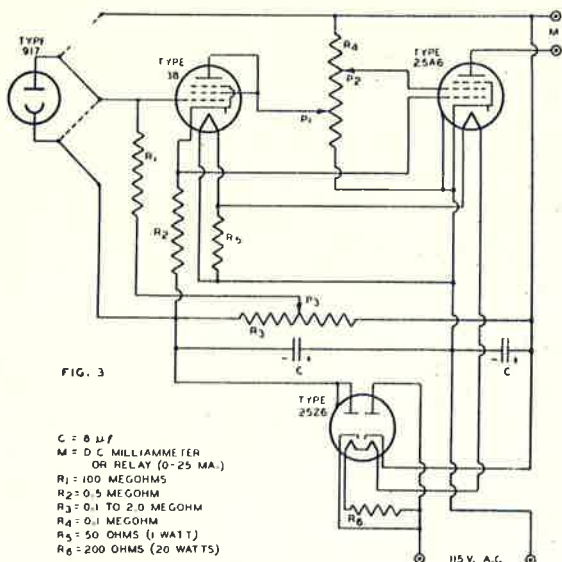 TYPE
917
TYPE
38
R4
P2
TYPE
25A6
M
P1
R1
R2
R5
P3
R3
- C +
- C +
FIG. 3
TYPE
25Z6
C = 8 µf
M = D C MILLIAMMETER
OR RELAY (0-25 MA.)
R1 = 100 MEGOHMS
R2 = 0.5 MEGOHM
R3 = 0.1 TO 2.0 MEGOHM
R4 = 0.1 MEGOHM
R5 = 50 OHMS (1 WATT)
R6 = 200 OHMS (20 WATTS)
R6
115 V. A.C.